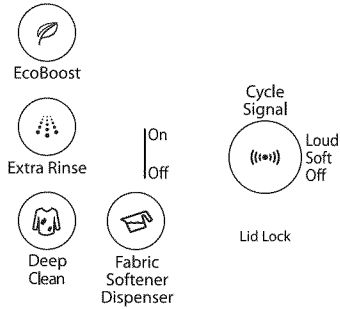 EcoBoost
Extra Rinse
On
Off
Deep
Clean
Fabric
Softener
Dispenser
Cycle
Signal
Loud
Soft
Off
Lid Lock